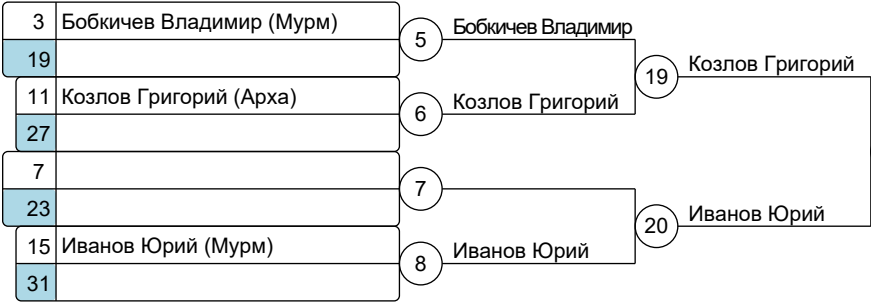 3 Бобкичев Владимир (Мурм)
19
5 Бобкичев Владимир
11 Козлов Григорий (Арха)
27
6 Козлов Григорий
19 Козлов Григорий
7
23
7
15 Иванов Юрий (Мурм)
31
8 Иванов Юрий
20 Иванов Юрий